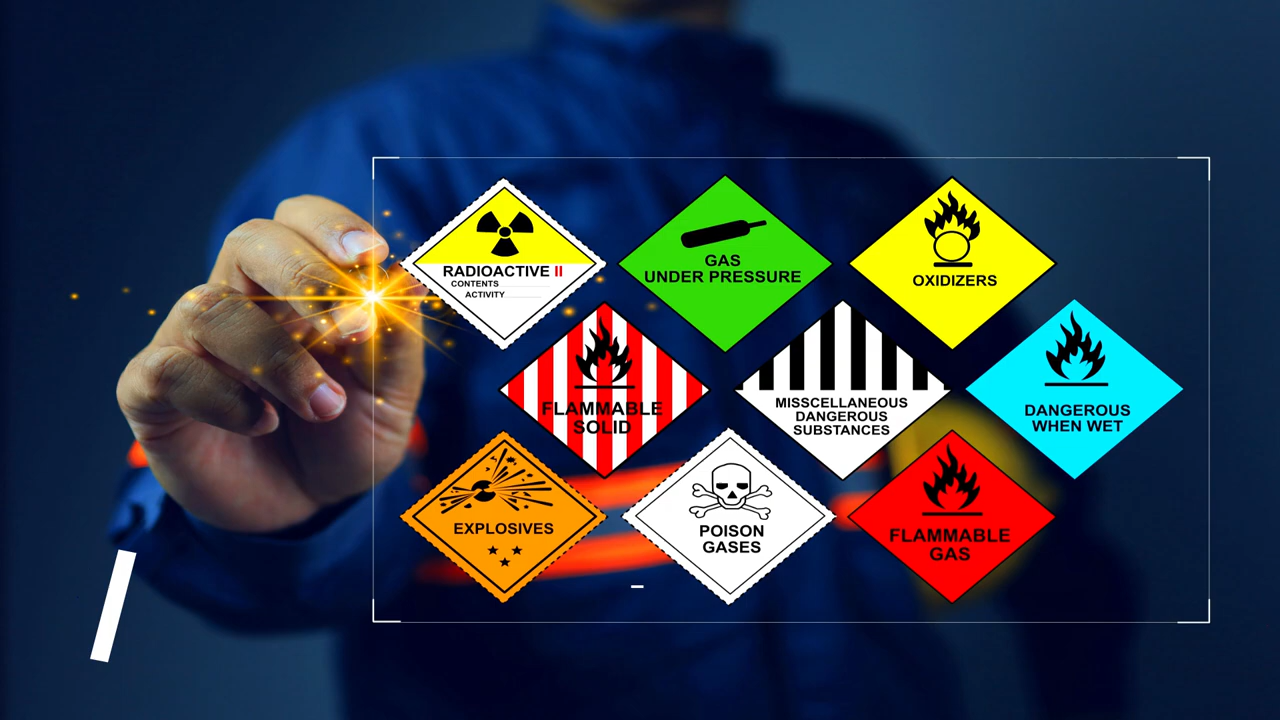 RADIOACTIVE II
CONTENTS
ACTIVITY
GAS
UNDER PRESSURE
OXIDIZERS
FLAMMABLE
SOLID
MISSCELLANEOUS
DANGEROUS
SUBSTANCES
DANGEROUS
WHEN WET
EXPLOSIVES
POISON
GASES
FLAMMABLE
GAS